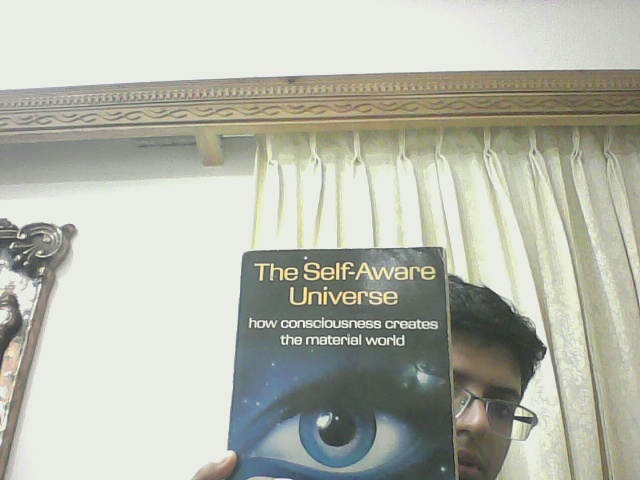 The Self-Aware
Universe
how consciousness creates
the material world